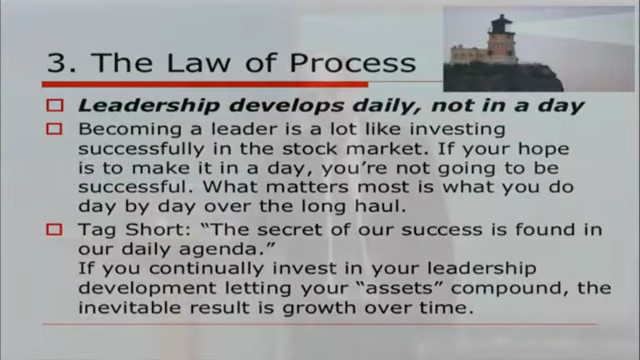 3. The Law of Process
Leadership develops daily, not in a day
Becoming a leader is a lot like investing
successfully in the stock market. If your hope
is to make it in a day, you're not going to be
successful. What matters most is what you do
day by day over the long haul.
Tag Short: “The secret of our success is found in
our daily agenda.”
If you continually invest in your leadership
development letting your “assets” compound, the
inevitable result is growth over time.